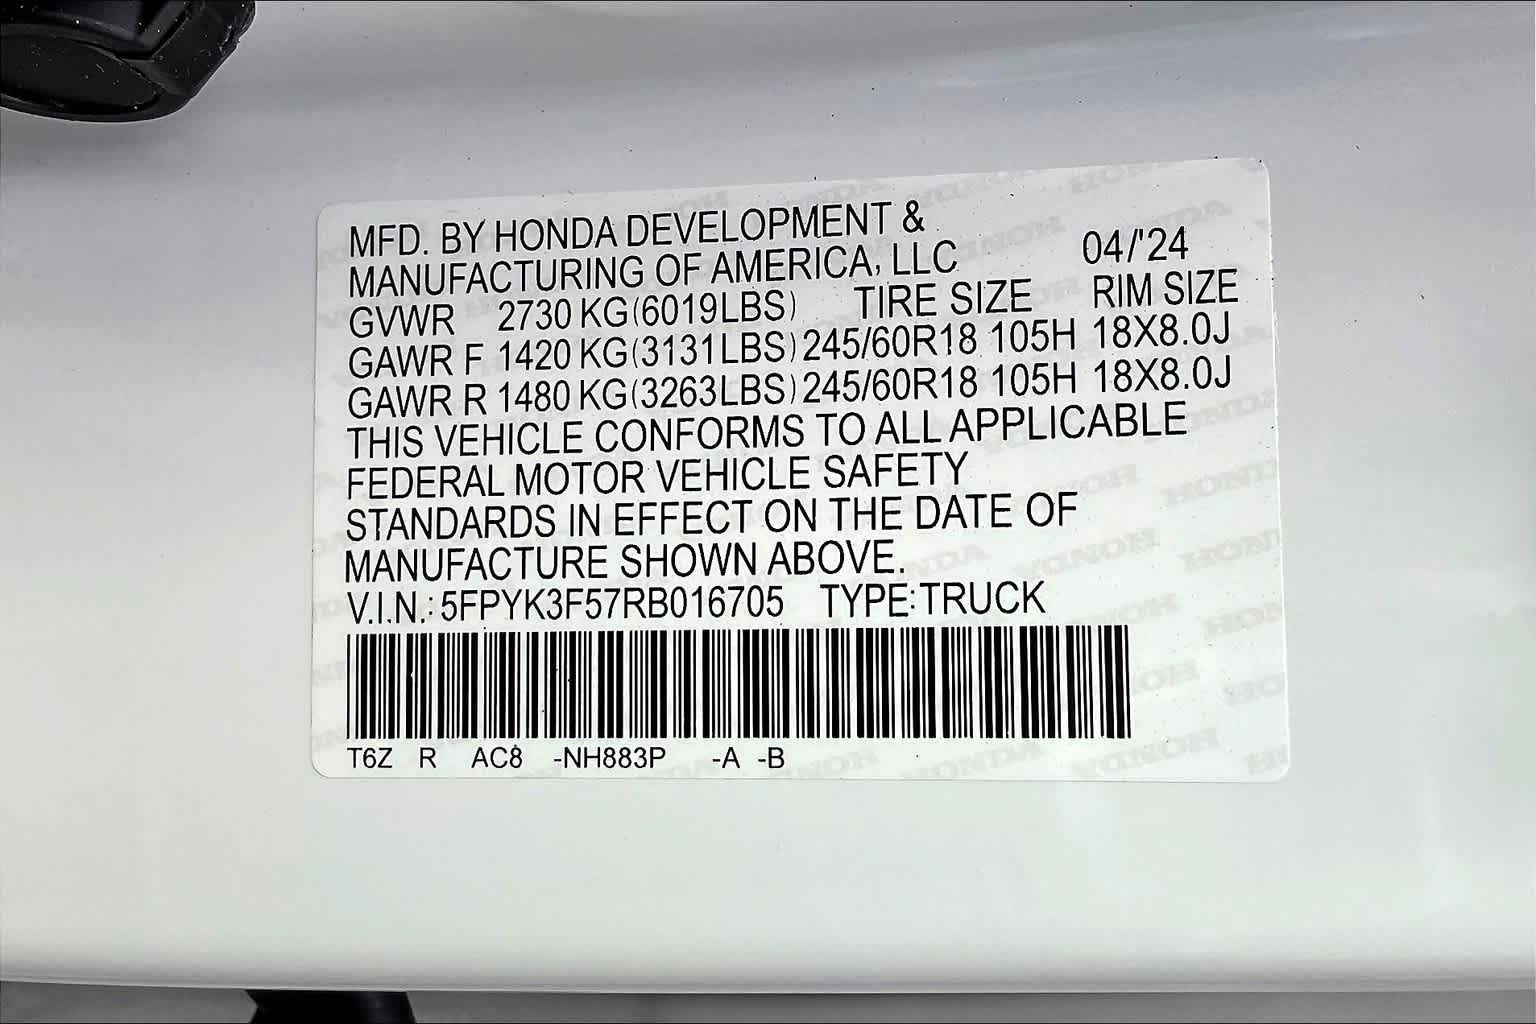 MFD. BY HONDA DEVELOPMENT &
MANUFACTURING OF AMERICA, LLC 04/'24
GVWR 2730 KG(6019LBS) TIRE SIZE RIM SIZE
GAWR F 1420 KG(3131LBS) 245/60R18 105H 18X8.0J
GAWR R 1480 KG(3263LBS) 245/60R18 105H 18X8.0J
THIS VEHICLE CONFORMS TO ALL APPLICABLE
FEDERAL MOTOR VEHICLE SAFETY
STANDARDS IN EFFECT ON THE DATE OF
MANUFACTURE SHOWN ABOVE.
V.I.N.: 5FPYK3F57RB016705 TYPE: TRUCK
T6Z R AC8 -NH883P -A -B